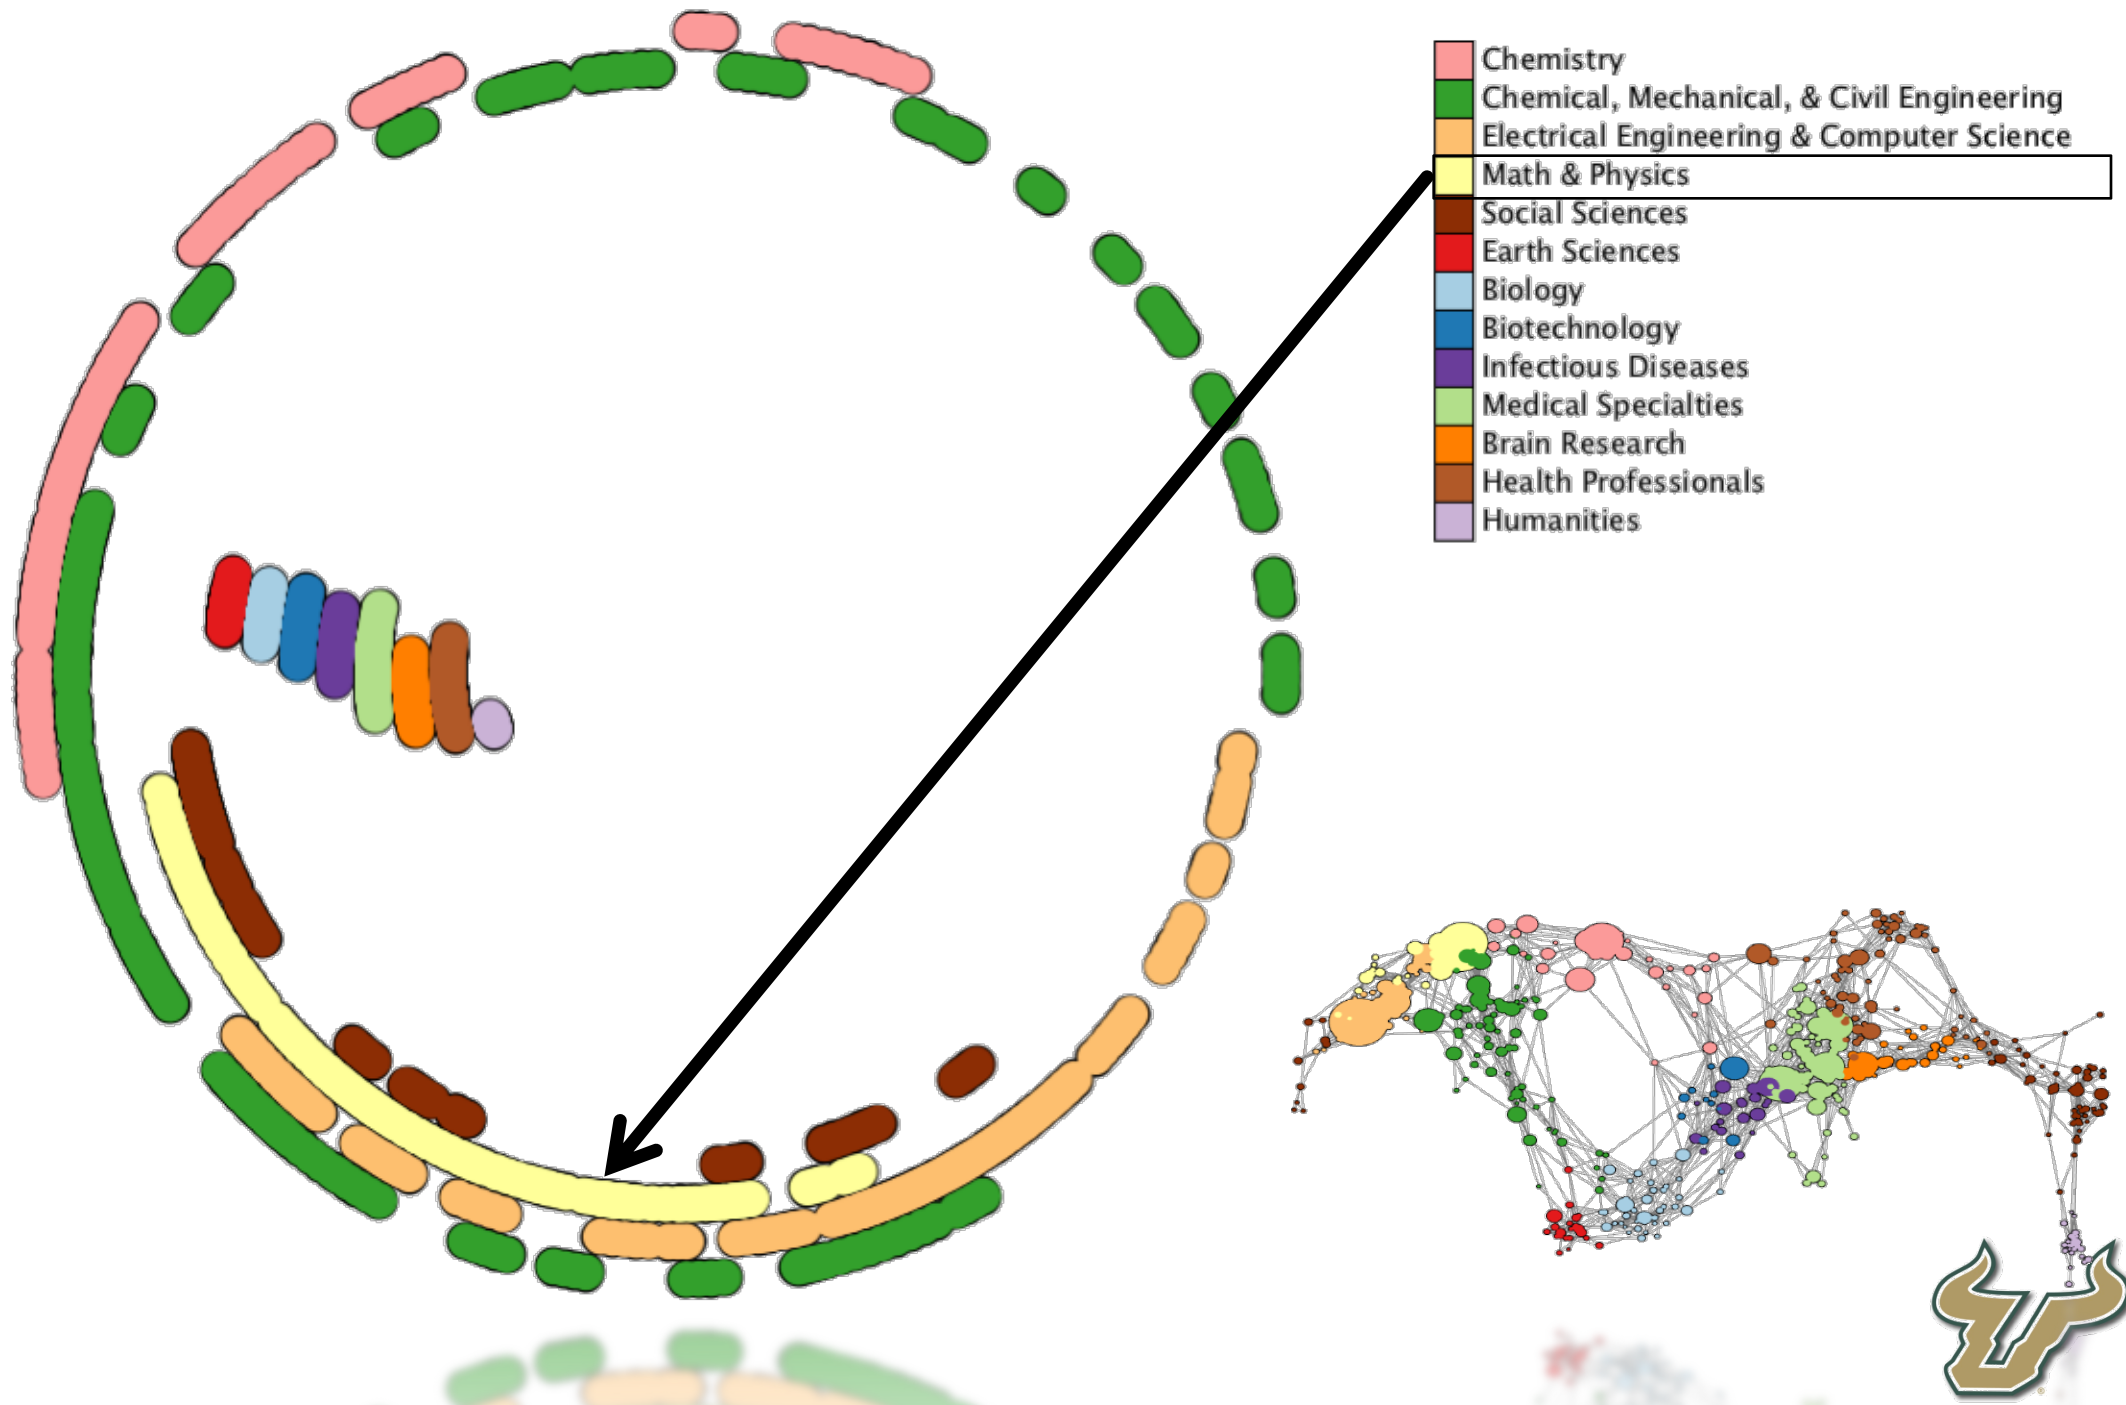 Chemistry
Chemical, Mechanical, & Civil Engineering
Electrical Engineering & Computer Science
Math & Physics
Social Sciences
Earth Sciences
Biology
Biotechnology
Infectious Diseases
Medical Specialties
Brain Research
Health Professionals
Humanities